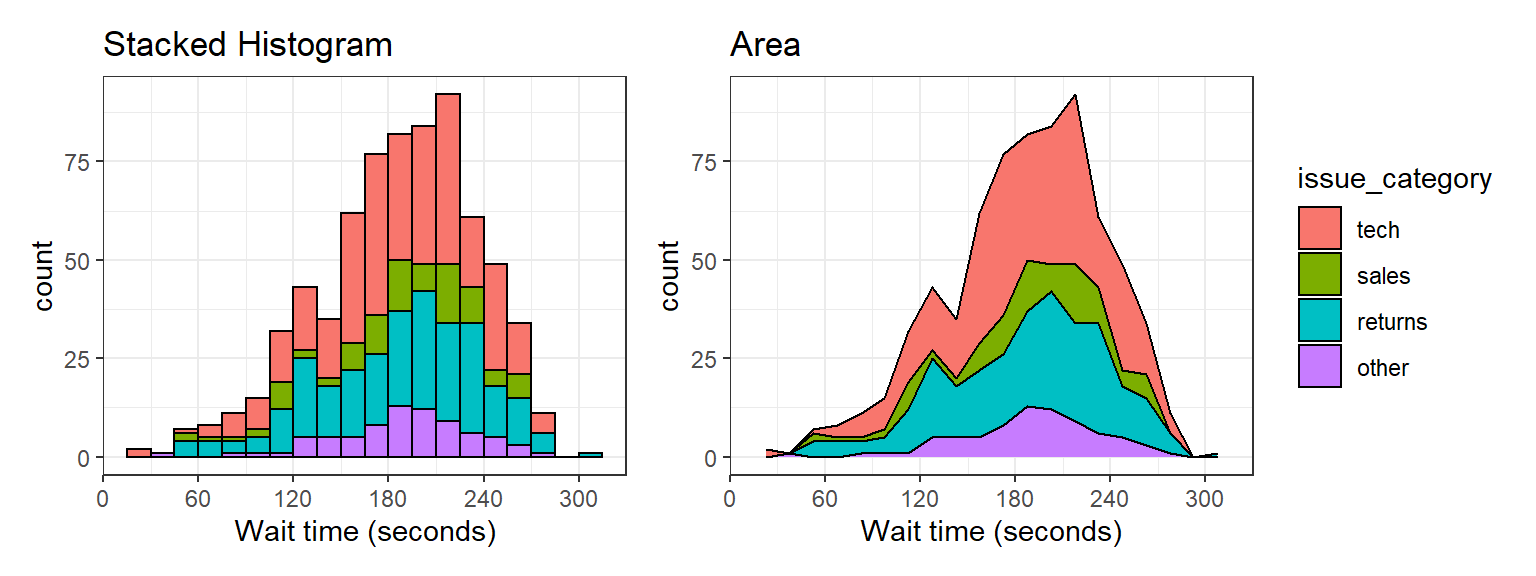 Stacked Histogram
count
75
50
25
0
0 60 120 180 240 300
Wait time (seconds)
Area
count
75
50
25
0
0 60 120 180 240 300
Wait time (seconds)
issue_category
tech
sales
returns
other